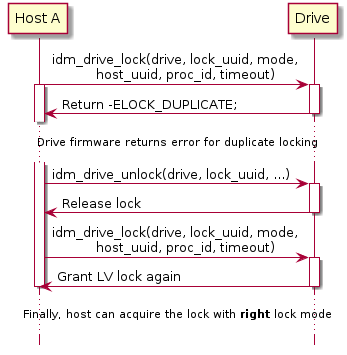 Host A
Drive
idm_drive_lock(drive, lock_uuid, mode,
host_uuid, proc_id, timeout)
Return -ELOCK_DUPLICATE;
Drive firmware returns error for duplicate locking
idm_drive_unlock(drive, lock_uuid, ...)
Release lock
idm_drive_lock(drive, lock_uuid, mode,
host_uuid, proc_id, timeout)
Grant LV lock again
Finally, host can acquire the lock with right lock mode